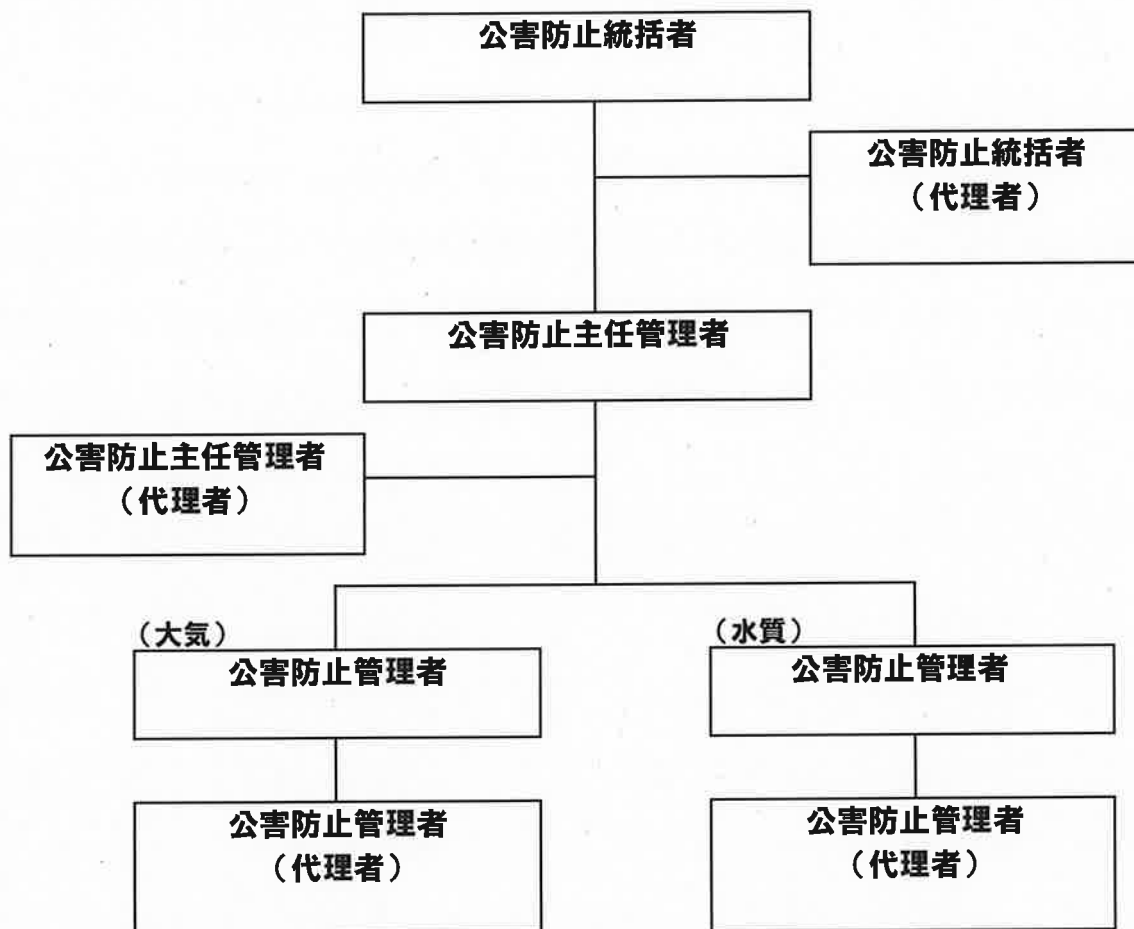 公害防止統括者
公害防止統括者
（代理者）
公害防止主任管理者
公害防止主任管理者
（代理者）
（大気）
公害防止管理者
（水質）
公害防止管理者
公害防止管理者
（代理者）
公害防止管理者
（代理者）